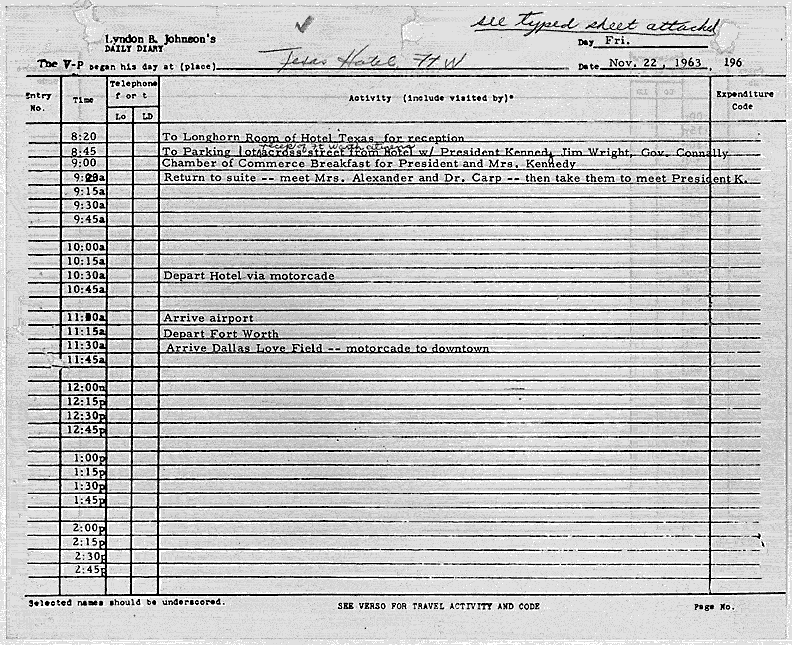 see typed sheet attached
Lyndon B. Johnson's
DAILY DIARY
Day Fri.
The V-P began his day at (place) Texas Hotel, Ft W Date Nov. 22, 1963 196
Entry No. Time Telephone f or t Lo LD Activity (include visited by)* Expenditure Code
8:20 To Longhorn Room of Hotel Texas for reception
8:45 To Parking lot across street from Hotel w/ President Kennedy, Jim Wright, Gov. Connally
9:00 Chamber of Commerce Breakfast for President and Mrs. Kennedy
Return to suite -- meet Mrs. Alexander and Dr. Carp -- then take them to meet President K.
9:15a
9:30a
9:45a
10:00a
10:15a
10:30a Depart Hotel via motorcade
10:45a
Arrive airport
11:15a Depart Fort Worth
11:30a Arrive Dallas Love Field -- motorcade to downtown
11:45a
12:00n
12:15p
12:30p
12:45p
1:00p
1:15p
1:30p
1:45p
2:00p
2:15p
2:30p
2:45p
Selected names should be underscored. SEE VERSO FOR TRAVEL ACTIVITY AND CODE Page No.